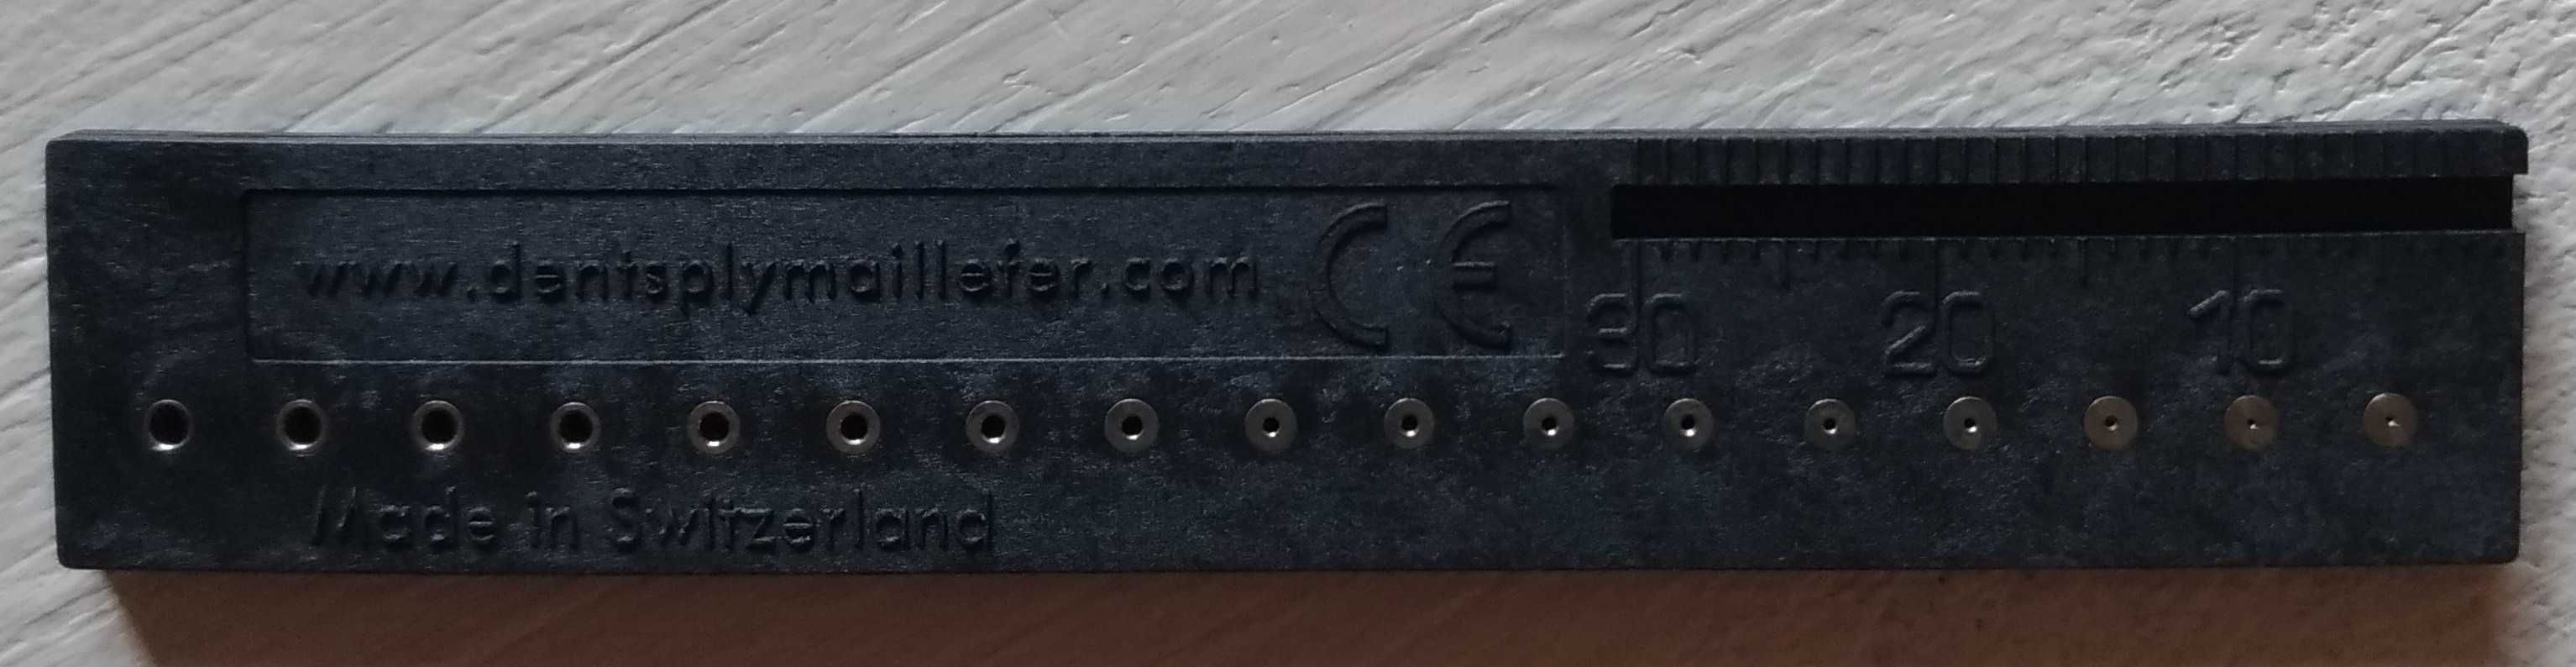 www.dentsplymaillefer.com CE
30 20 10
Made in Switzerland